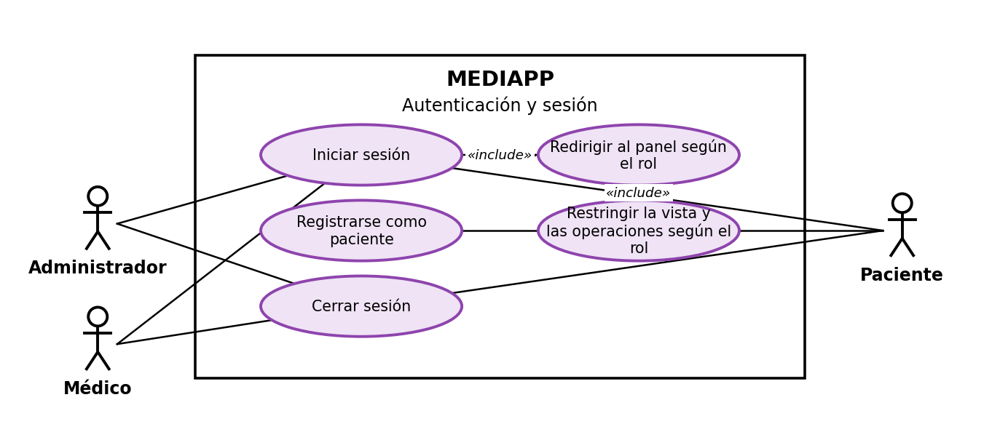 MEDIAPP
Autenticación y sesión
Iniciar sesión
«include»
Redirigir al panel según
el rol
«include»
Registrarse como
paciente
Restringir la vista y
las operaciones según el
rol
Cerrar sesión
Administrador
Médico
Paciente